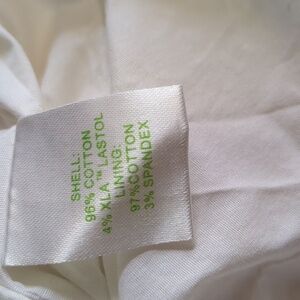 SHELL:
96% COTTON
4% XLA™ LASTOL
LINING:
97%COTTON
3% SPANDEX